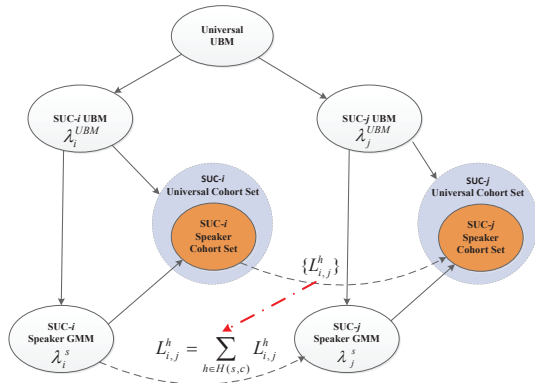 Universal
UBM
SUC-i UBM
λ_i^{UBM}
SUC-j UBM
λ_j^{UBM}
SUC-i
Universal Cohort Set
SUC-i
Speaker
Cohort Set
SUC-j
Universal Cohort Set
SUC-j
Speaker
Cohort Set
{L_{i,j}^h}
SUC-i
Speaker GMM
λ_i^s
L_{i,j}^h = ∑_{h∈H(s,c)} L_{i,j}^h
SUC-j
Speaker GMM
λ_j^s